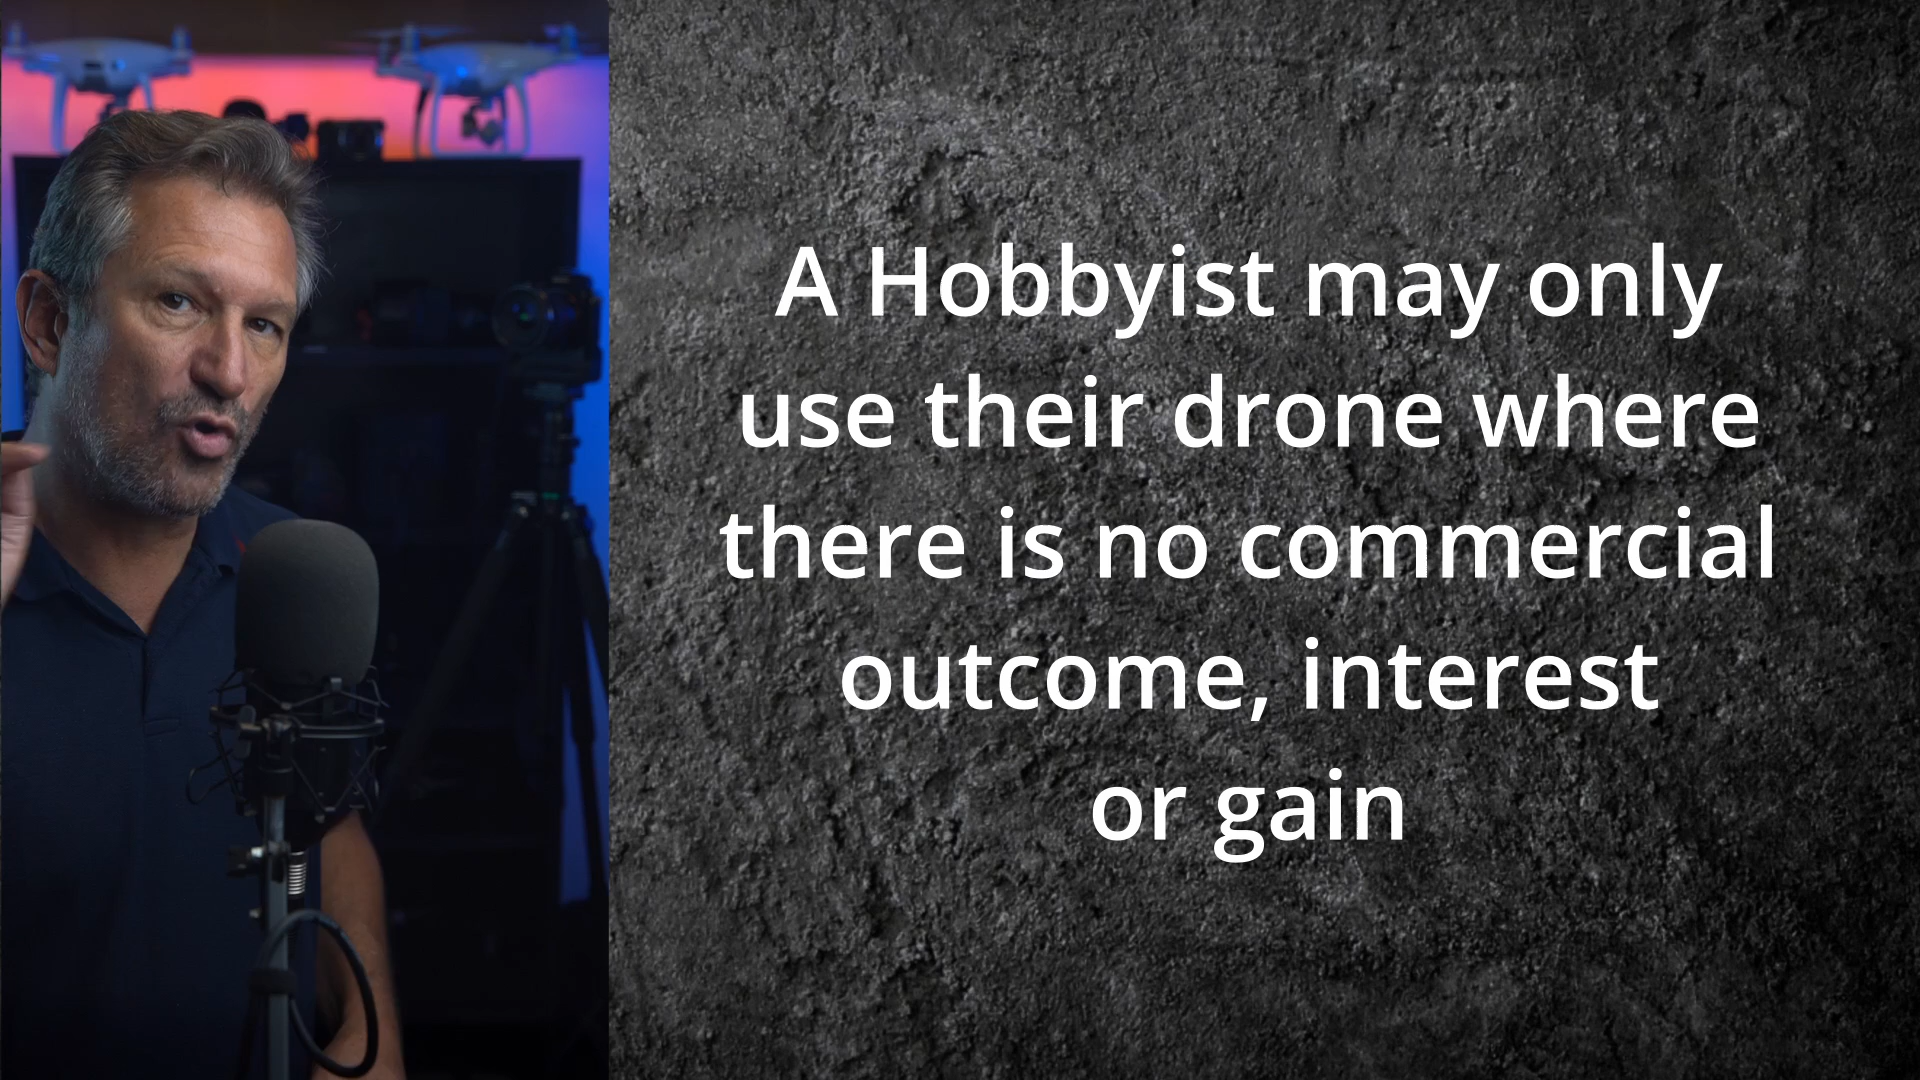 A Hobbyist may only
use their drone where
there is no commercial
outcome, interest
or gain